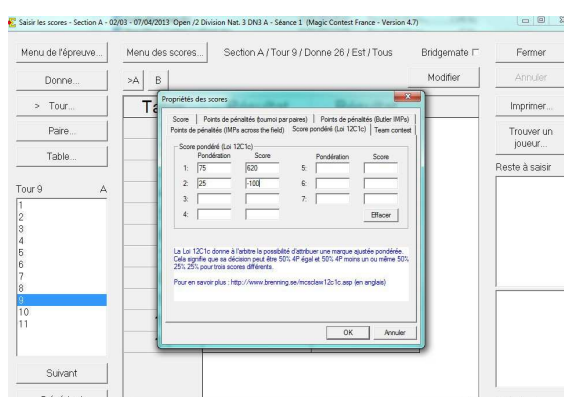 Saisir les scores - Section A - 02/03 - 07/04/2013 Open /2 Division Nat. 3 DN3 A - Séance 1 (Magic Contest France - Version 4.7)
Menu de l'épreuve...
Menu des scores...
Section A / Tour 9 / Donne 26 / Est / Tous
Bridgemate
Fermer
Donne...
>A
B
Modifier
Annuler
> Tour...
Imprimer...
Paire...
Trouver un joueur...
Table...
Reste à saisir
Propriétés des scores
Score
Points de pénalités (tournoi par paires)
Points de pénalités (Butler IMPs)
Points de pénalités (IMPs across the field)
Score pondéré (Loi 12C1c)
Team contest
Score pondéré (Loi 12C1c)
Pondération Score Pondération Score
1: 75 620 5:
2: 25 -100 6:
3: 7:
4: Effacer
La Loi 12C1c donne à l'arbitre la possibilité d'attribuer une marque ajustée pondérée.
Cela signifie que sa décision peut être 50% 4P égal et 50% 4P moins un ou même 50%
25% 25% pour trois scores différents.
Pour en savoir plus : http://www.brenning.se/mcsclaw12c1c.asp (en anglais)
OK
Annuler
Tour 9 A
1
2
3
4
5
6
7
8
9
10
11
Suivant